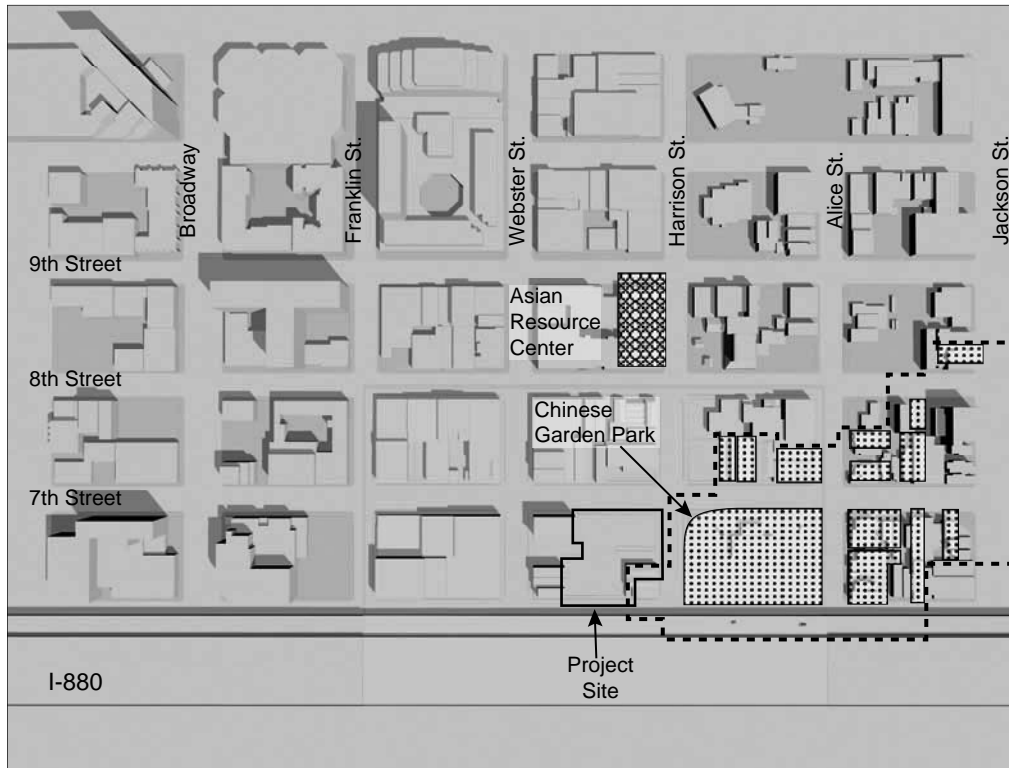 Broadway
Franklin St.
Webster St.
Harrison St.
Alice St.
Jackson St.
9th Street
Asian
Resource
Center
8th Street
Chinese
Garden Park
7th Street
Project
Site
I-880